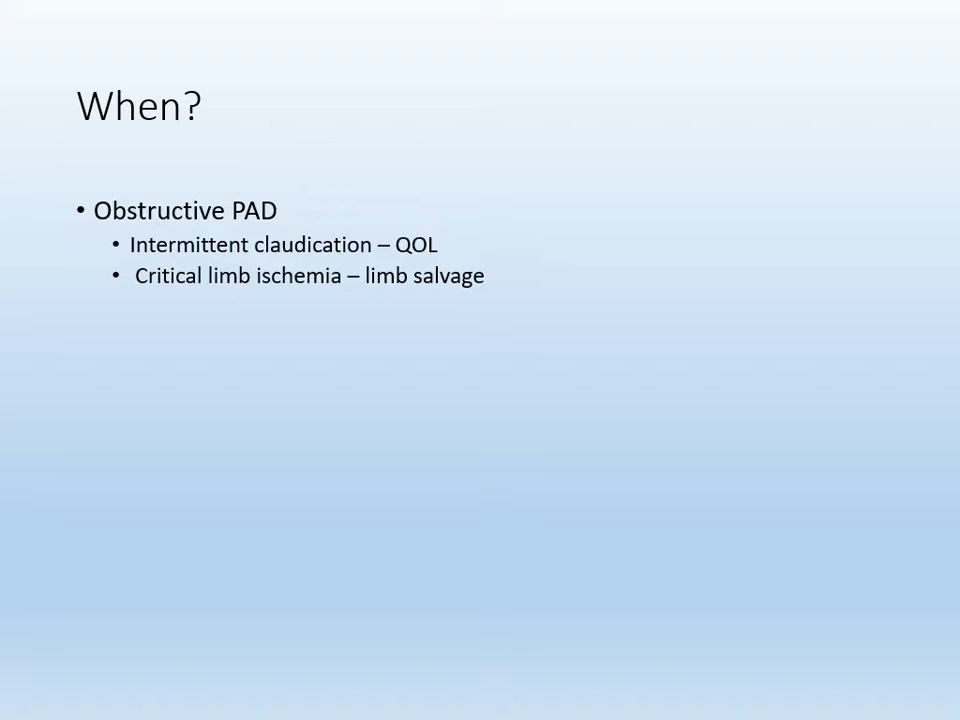 When?
• Obstructive PAD
• Intermittent claudication – QOL
• Critical limb ischemia – limb salvage